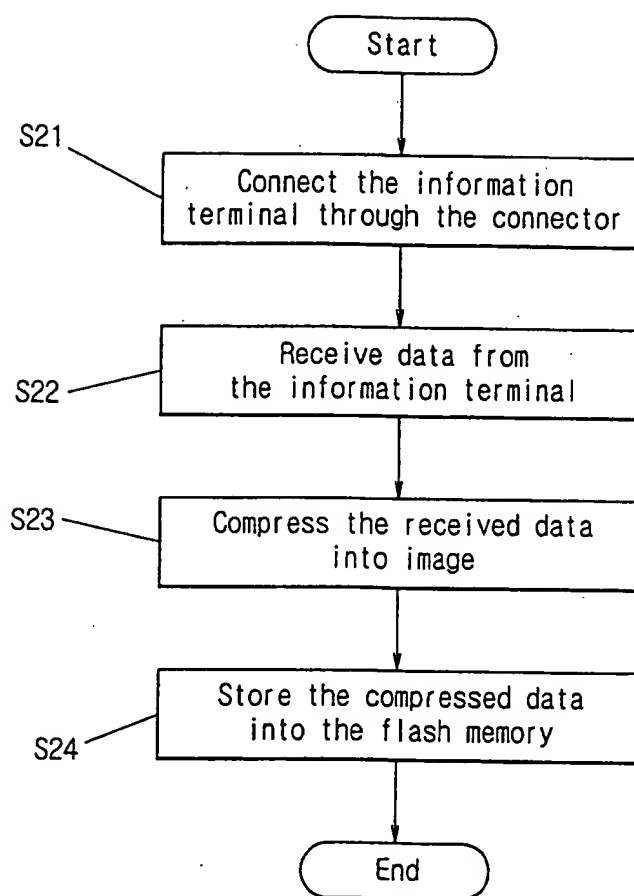 Start
S21
Connect the information
terminal through the connector
S22
Receive data from
the information terminal
S23
Compress the received data
into image
S24
Store the compressed data
into the flash memory
End